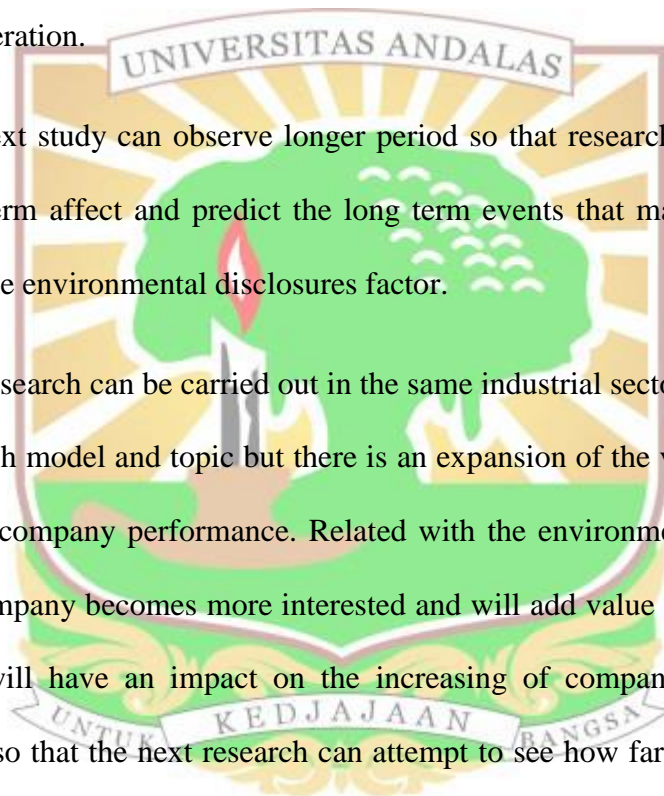 eration.
UNIVERSITAS ANDALAS
ext study can observe longer period so that research
erm affect and predict the long term events that ma
e environmental disclosures factor.
search can be carried out in the same industrial secto
h model and topic but there is an expansion of the v
company performance. Related with the environme
mpany becomes more interested and will add value
vill have an impact on the increasing of compan
UNTUK KEDJAJAAN BANGSA
so that the next research can attempt to see how far